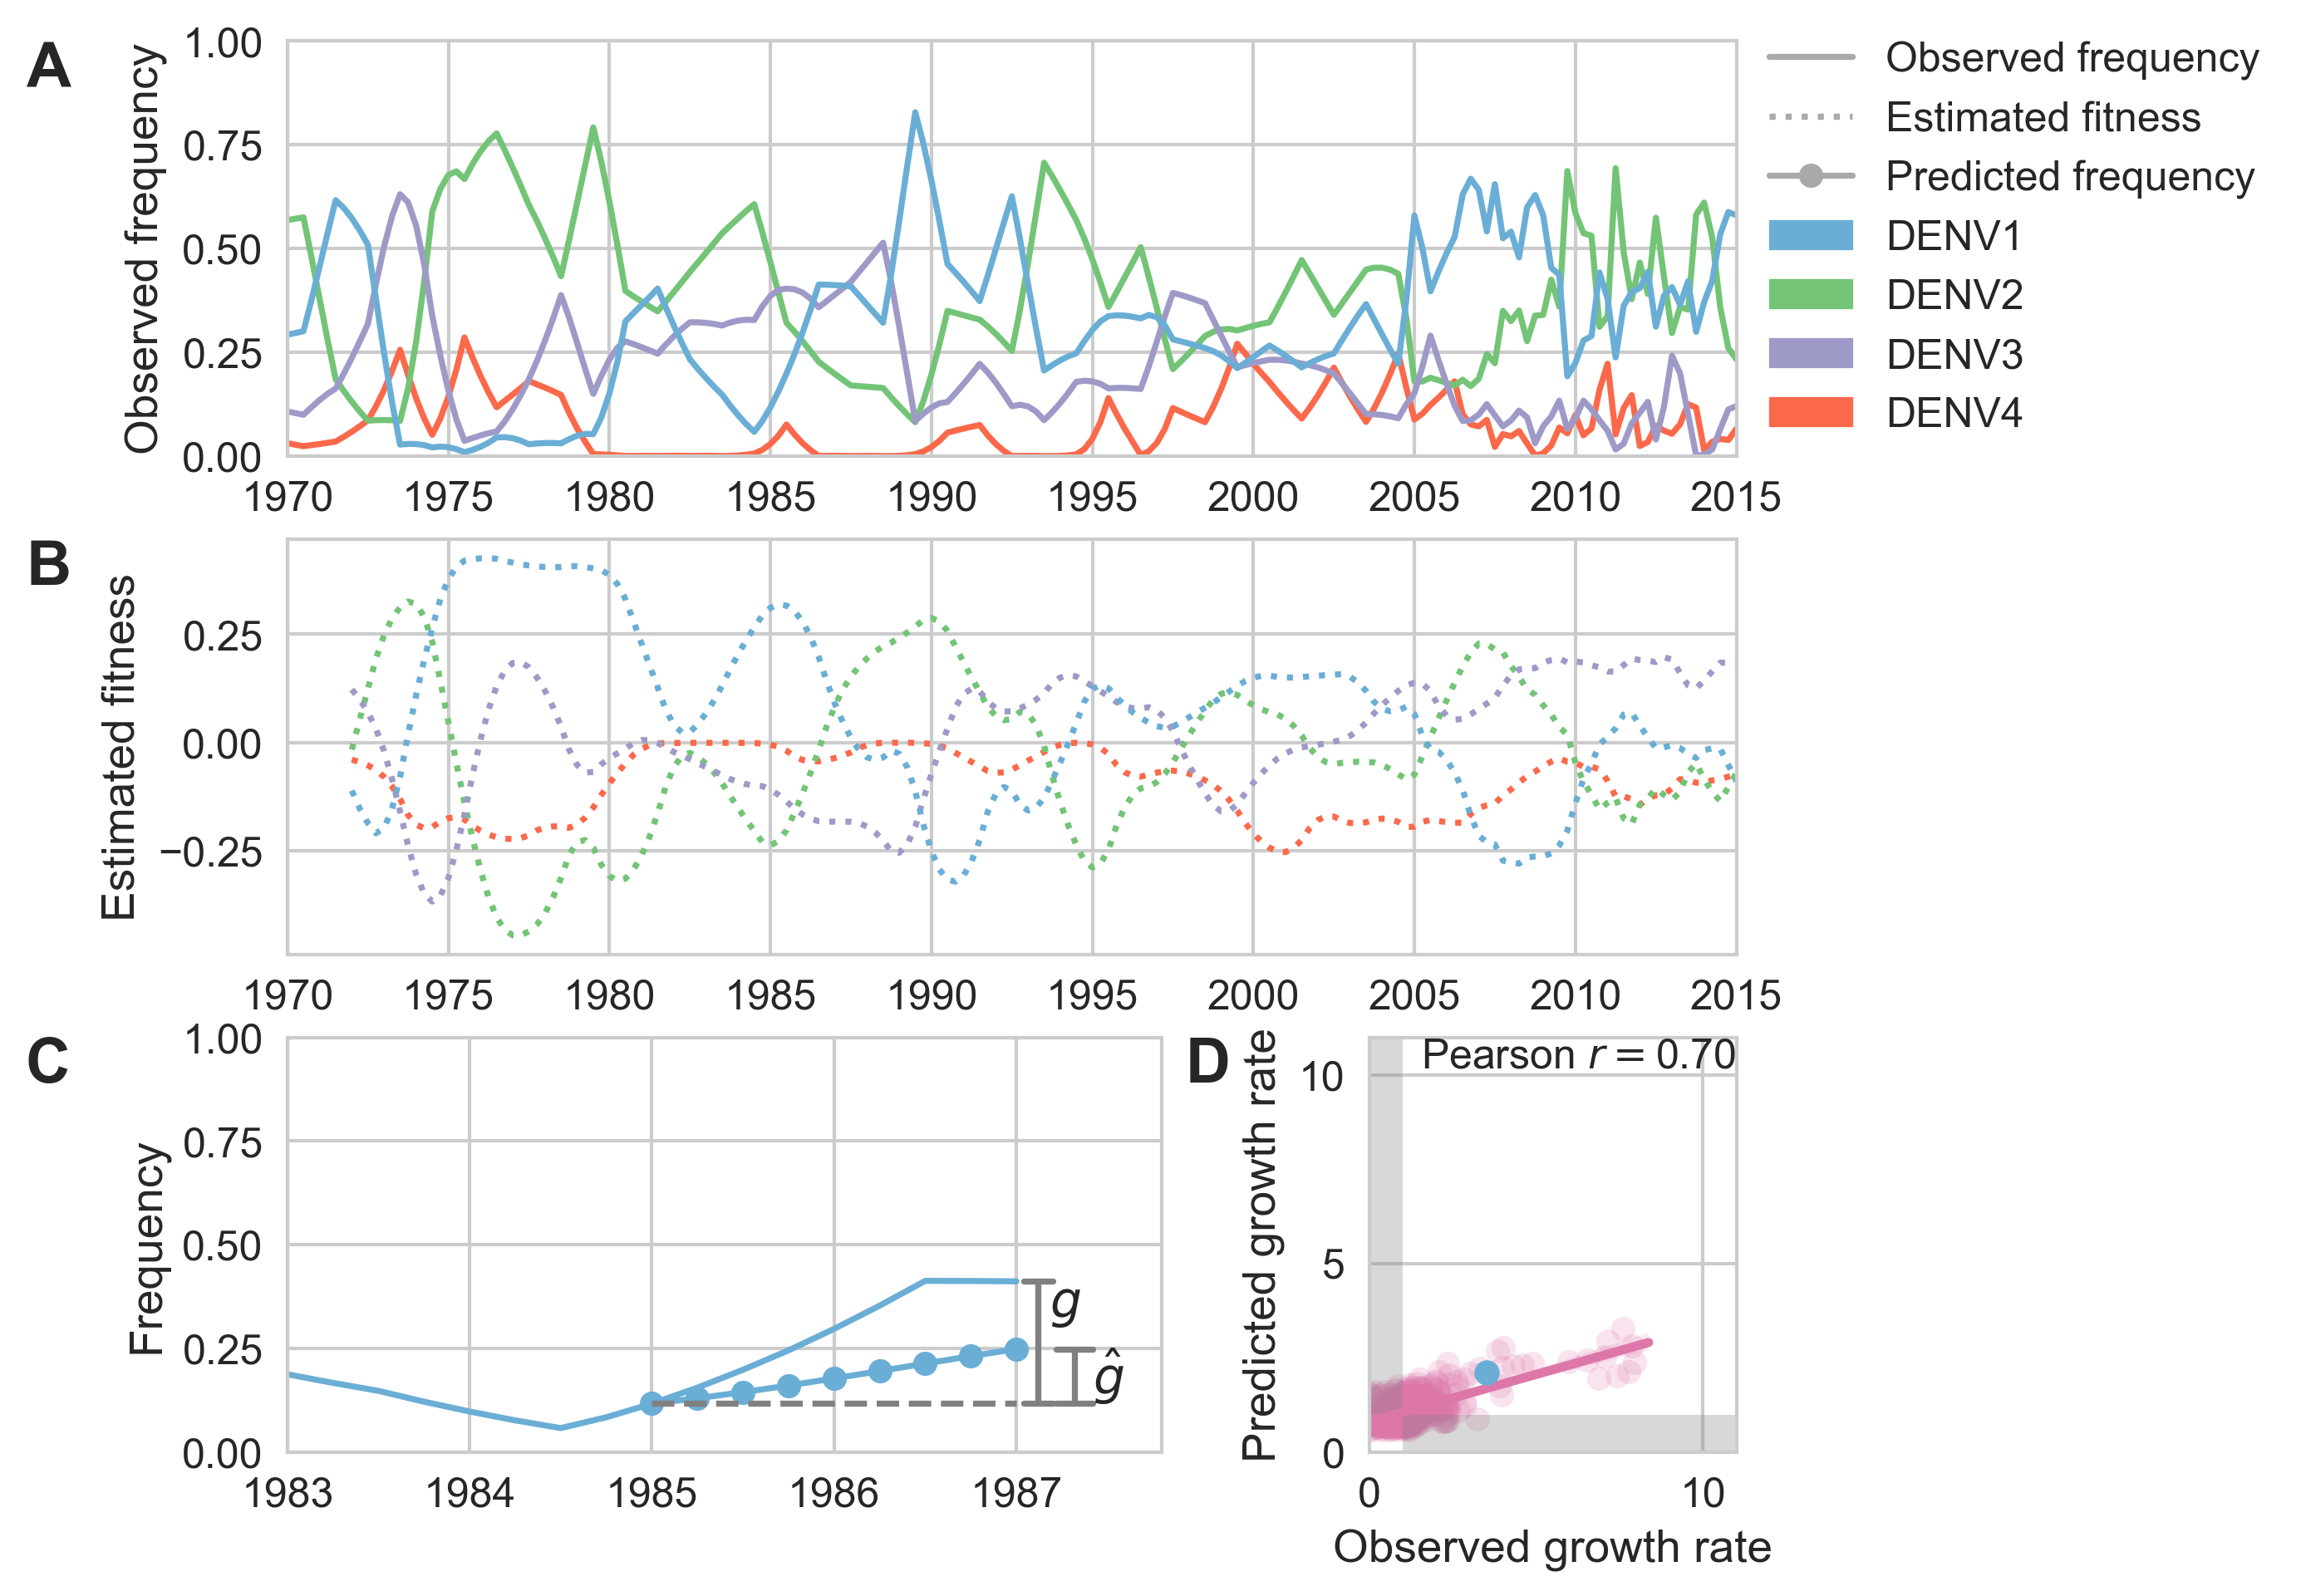 A
Observed frequency
1.00
0.75
0.50
0.25
0.00
1970 1975 1980 1985 1990 1995 2000 2005 2010 2015
Observed frequency
Estimated fitness
Predicted frequency
DENV1
DENV2
DENV3
DENV4
B
Estimated fitness
0.25
0.00
−0.25
1970 1975 1980 1985 1990 1995 2000 2005 2010 2015
C
Frequency
1.00
0.75
0.50
0.25
0.00
1983 1984 1985 1986 1987
g
ĝ
D
Predicted growth rate
Pearson r = 0.70
10
5
0
0 10
Observed growth rate